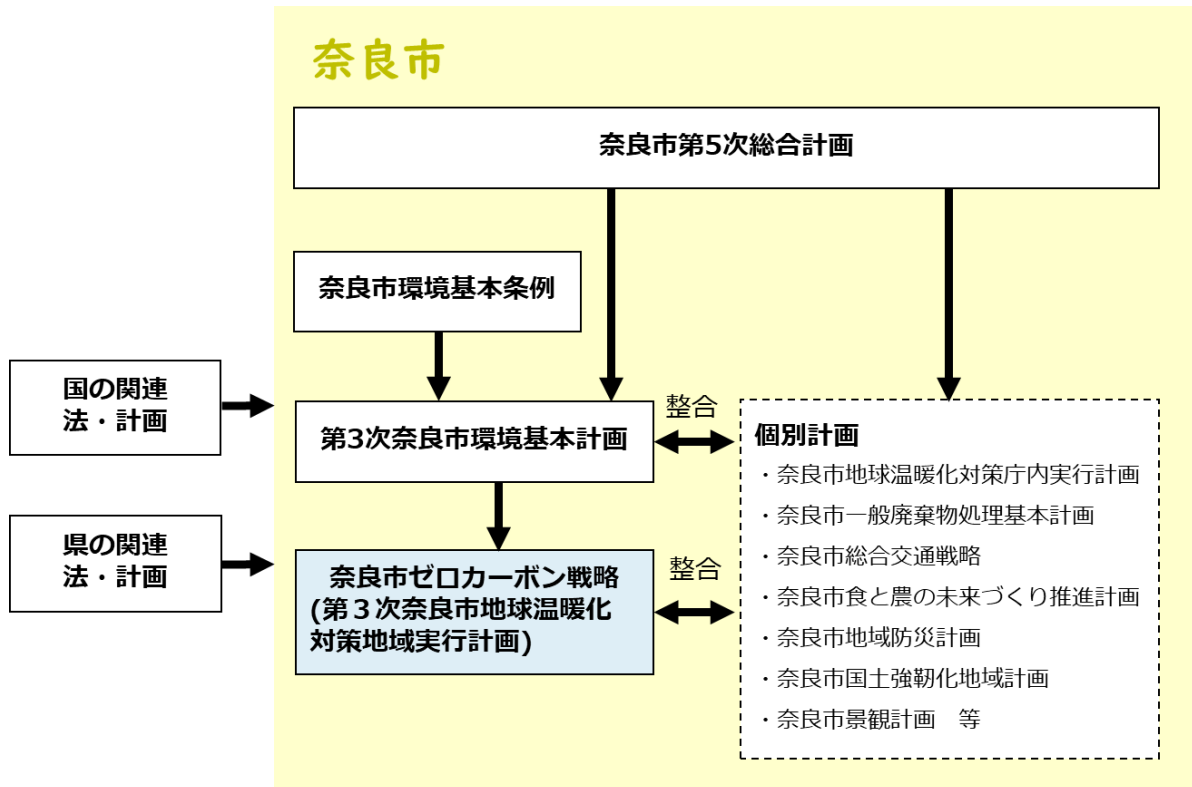 奈良市
奈良市第5次総合計画
奈良市環境基本条例
国の関連
法・計画
第3次奈良市環境基本計画
整合
県の関連
法・計画
奈良市ゼロカーボン戦略
(第３次奈良市地球温暖化
対策地域実行計画)
整合
個別計画
・奈良市地球温暖化対策庁内実行計画
・奈良市一般廃棄物処理基本計画
・奈良市総合交通戦略
・奈良市食と農の未来づくり推進計画
・奈良市地域防災計画
・奈良市国土強靭化地域計画
・奈良市景観計画　等